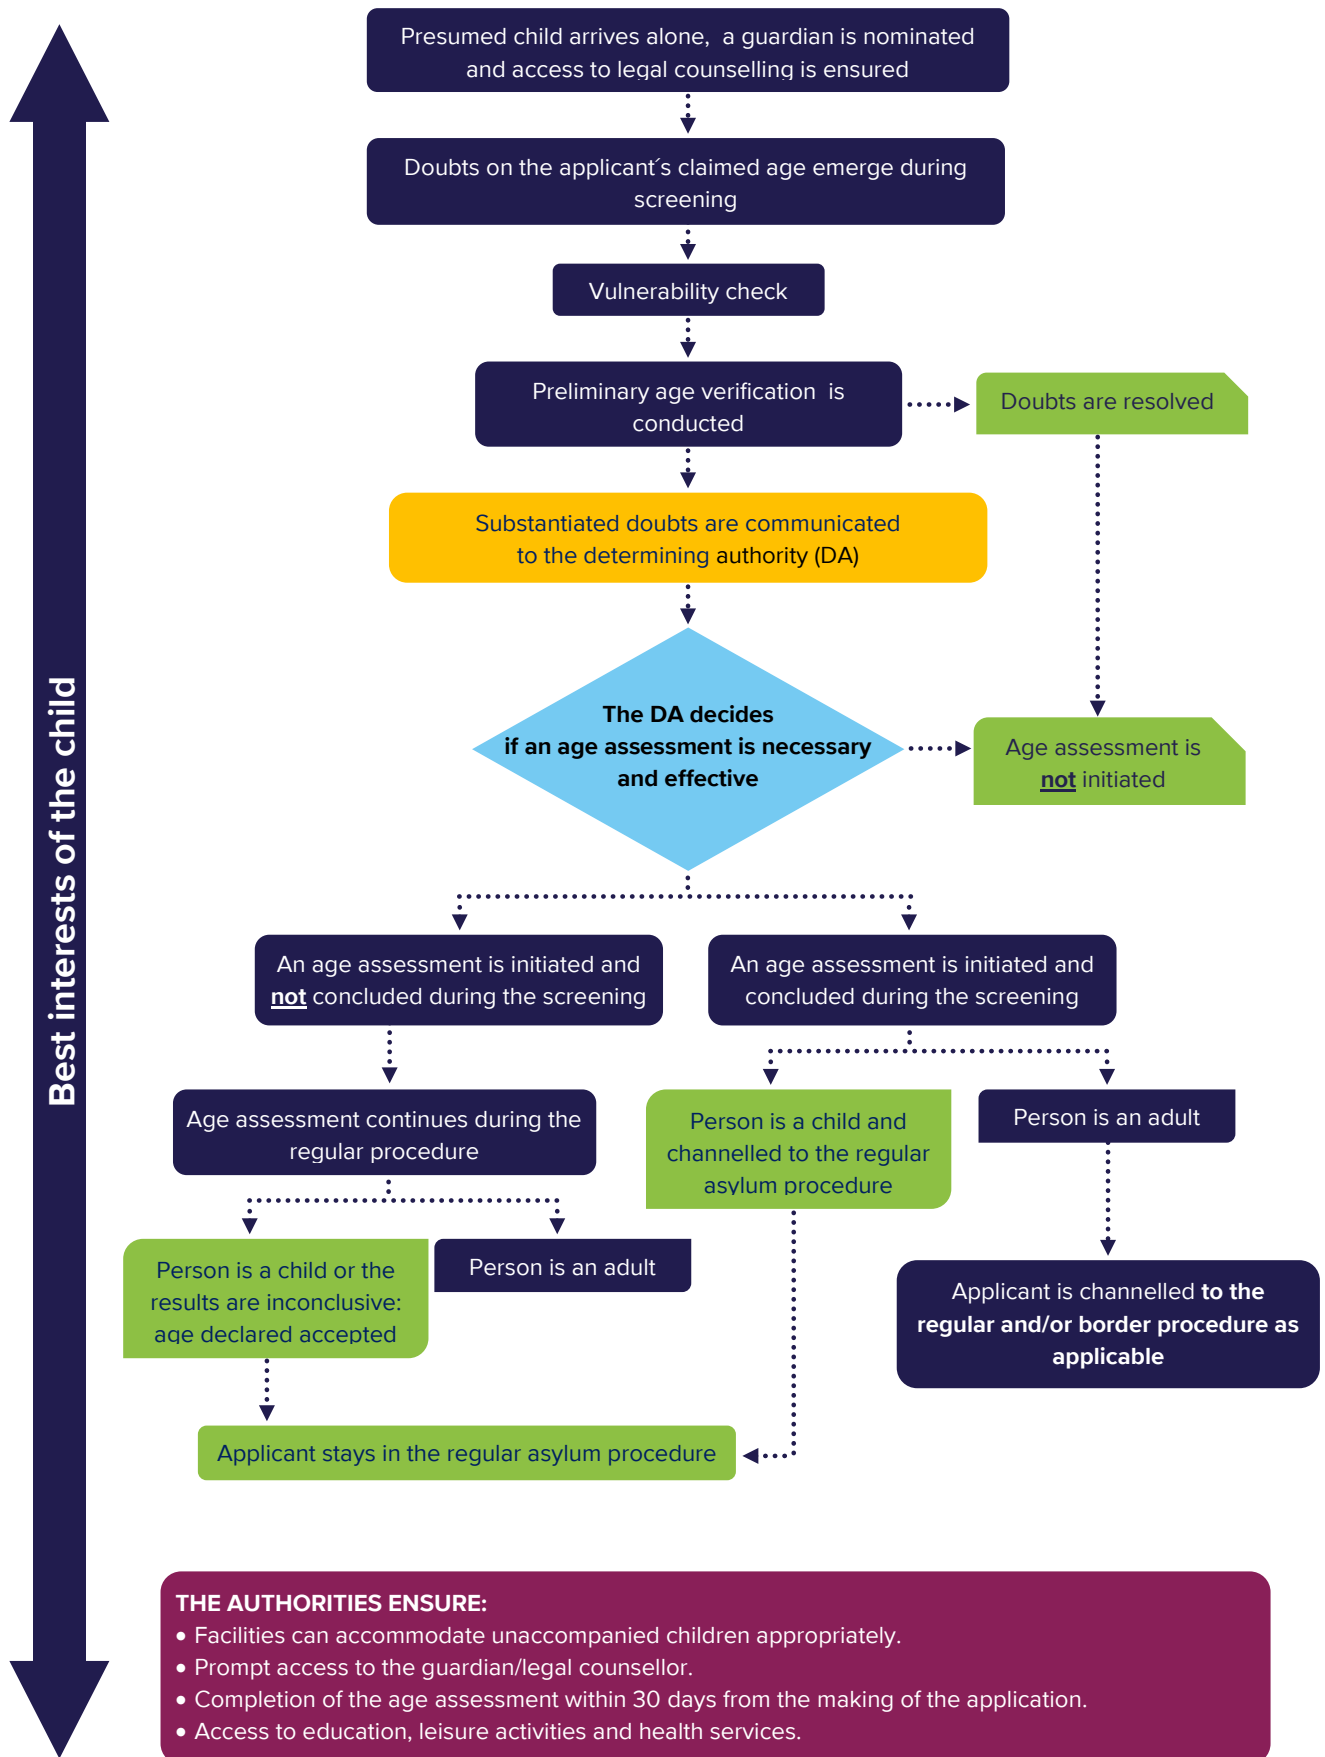 Presumed child arrives alone, a guardian is nominated
and access to legal counselling is ensured
Doubts on the applicant´s claimed age emerge during
screening
Vulnerability check
Preliminary age verification is
conducted
Doubts are resolved
Substantiated doubts are communicated
to the determining authority (DA)
The DA decides
if an age assessment is necessary
and effective
Age assessment is
not initiated
Best interests of the child
An age assessment is initiated and
not concluded during the screening
An age assessment is initiated and
concluded during the screening
Age assessment continues during the
regular procedure
Person is a child and
channelled to the regular
asylum procedure
Person is an adult
Person is a child or the
results are inconclusive:
age declared accepted
Person is an adult
Applicant is channelled to the
regular and/or border procedure as
applicable
Applicant stays in the regular asylum procedure
THE AUTHORITIES ENSURE:
• Facilities can accommodate unaccompanied children appropriately.
• Prompt access to the guardian/legal counsellor.
• Completion of the age assessment within 30 days from the making of the application.
• Access to education, leisure activities and health services.